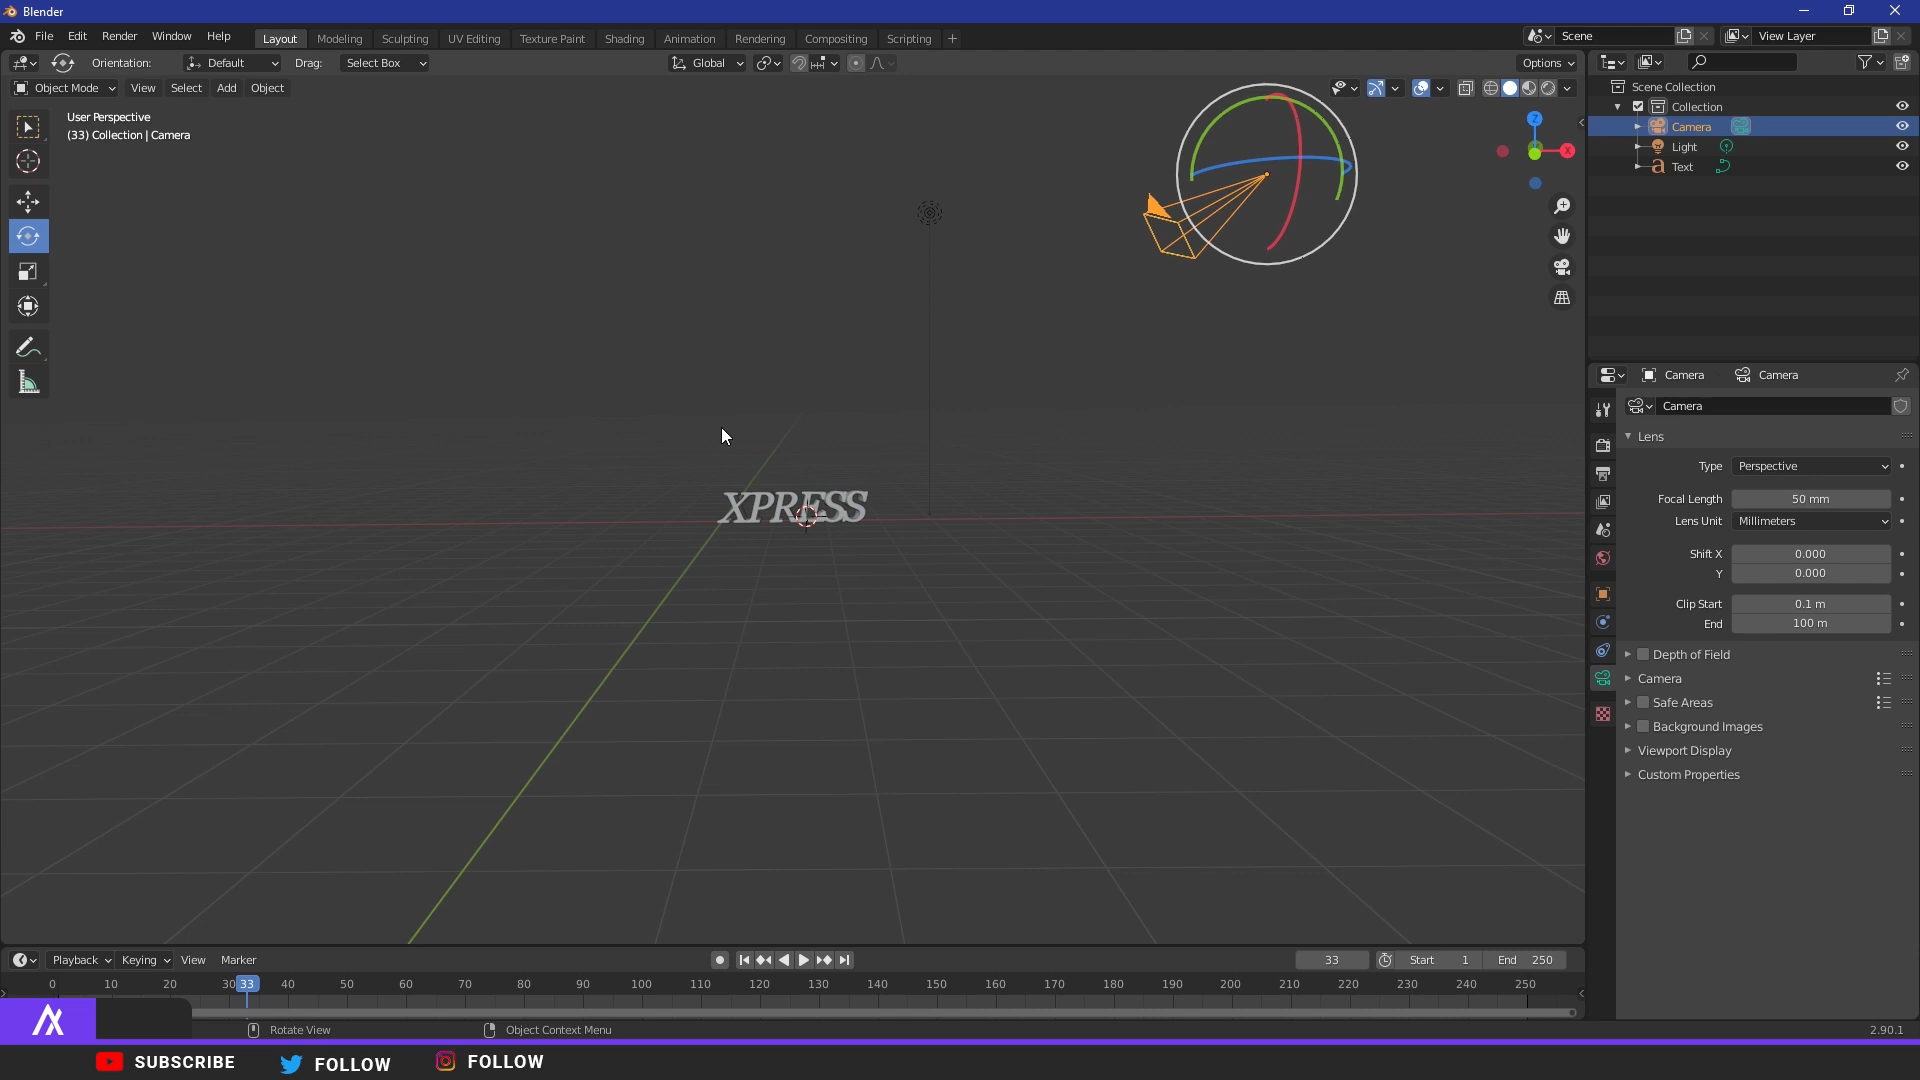 Blender
File Edit Render Window Help Layout Modeling Sculpting UV Editing Texture Paint Shading Animation Rendering Compositing Scripting + Scene View Layer
Orientation: Default Drag: Select Box Global Options
Object Mode View Select Add Object
User Perspective
(33) Collection | Camera
Z
X
XPRESS
Scene Collection
Collection
Camera
Light
Text
Camera Camera
Camera
Lens
Type Perspective
Focal Length 50 mm
Lens Unit Millimeters
Shift X 0.000
Y 0.000
Clip Start 0.1 m
End 100 m
Depth of Field
Camera
Safe Areas
Background Images
Viewport Display
Custom Properties
Playback Keying View Marker 33 Start 1 End 250
0 10 20 30 33 40 50 60 70 80 90 100 110 120 130 140 150 160 170 180 190 200 210 220 230 240 250
Rotate View Object Context Menu 2.90.1
SUBSCRIBE FOLLOW FOLLOW